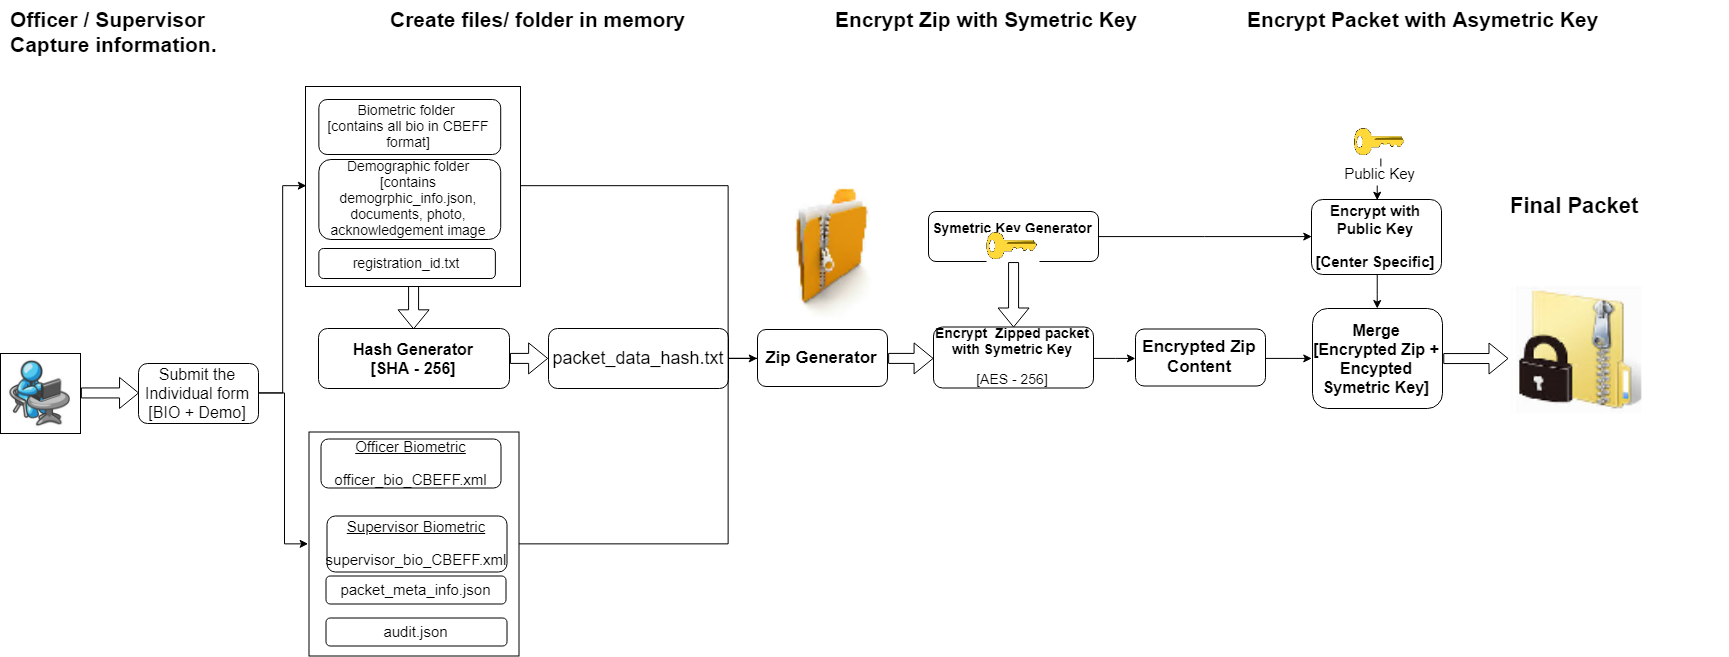 Officer / Supervisor
Capture information.
Create files/ folder in memory
Encrypt Zip with Symetric Key
Encrypt Packet with Asymetric Key
Biometric folder
[contains all bio in CBEFF
format]
Demographic folder
[contains
demogrphic_info.json,
documents, photo,
acknowledgement image
registration_id.txt
Hash Generator
[SHA - 256]
packet_data_hash.txt
Submit the
Individual form
[BIO + Demo]
Officer Biometric
officer_bio_CBEFF.xml
Supervisor Biometric
supervisor_bio_CBEFF.xml
packet_meta_info.json
audit.json
Zip Generator
Symetric Key Generator
Encrypt Zipped packet
with Symetric Key
[AES - 256]
Encrypted Zip
Content
Public Key
Encrypt with
Public Key
[Center Specific]
Merge
[Encrypted Zip +
Encypted
Symetric Key]
Final Packet